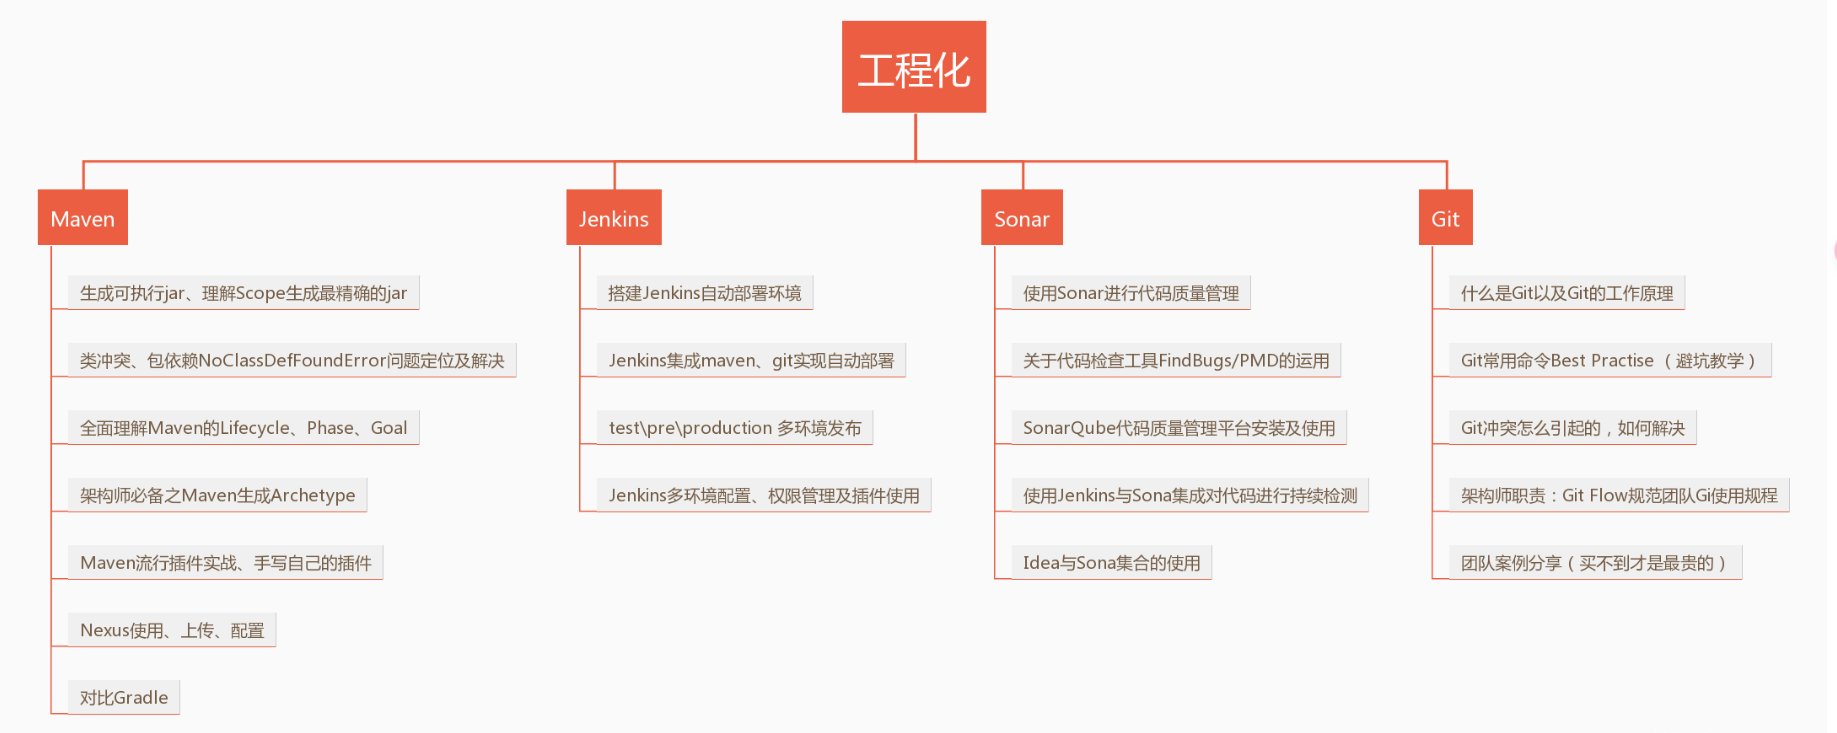 工程化
Maven
生成可执行jar、理解Scope生成最精确的jar
类冲突、包依赖NoClassDefFoundError问题定位及解决
全面理解Maven的Lifecycle、Phase、Goal
架构师必备之Maven生成Archetype
Maven流行插件实战、手写自己的插件
Nexus使用、上传、配置
对比Gradle
Jenkins
搭建Jenkins自动部署环境
Jenkins集成maven、git实现自动部署
test\pre\production 多环境发布
Jenkins多环境配置、权限管理及插件使用
Sonar
使用Sonar进行代码质量管理
关于代码检查工具FindBugs/PMD的运用
SonarQube代码质量管理平台安装及使用
使用Jenkins与Sona集成对代码进行持续检测
Idea与Sona集合的使用
Git
什么是Git以及Git的工作原理
Git常用命令Best Practise（避坑教学）
Git冲突怎么引起的，如何解决
架构师职责：Git Flow规范团队Gi使用规程
团队案例分享（买不到才是最贵的）